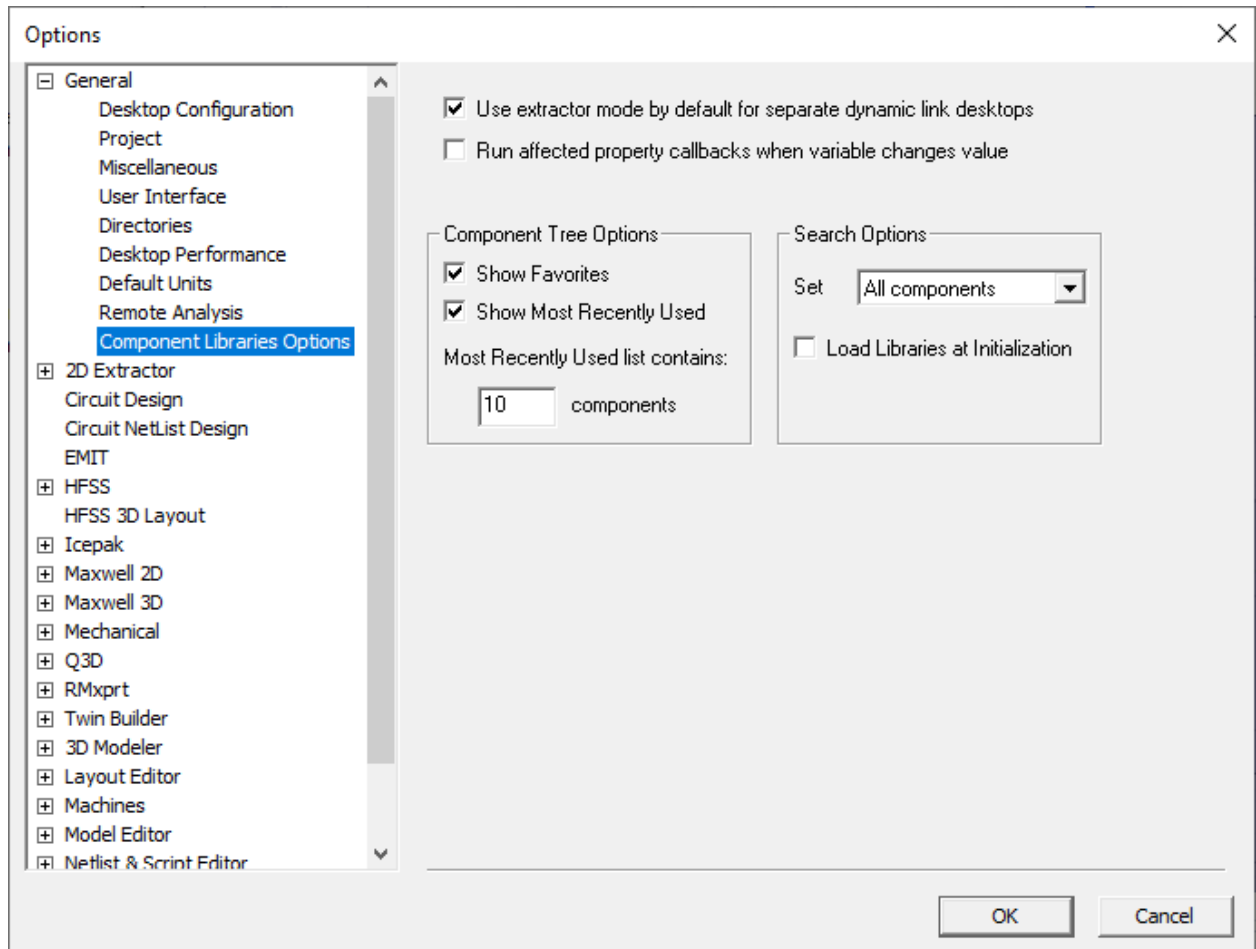 Options
General
Desktop Configuration
Project
Miscellaneous
User Interface
Directories
Desktop Performance
Default Units
Remote Analysis
Component Libraries Options
2D Extractor
Circuit Design
Circuit NetList Design
EMIT
HFSS
HFSS 3D Layout
Icepak
Maxwell 2D
Maxwell 3D
Mechanical
Q3D
RMxprt
Twin Builder
3D Modeler
Layout Editor
Machines
Model Editor
Netlist & Script Editor
Use extractor mode by default for separate dynamic link desktops
Run affected property callbacks when variable changes value
Component Tree Options
Show Favorites
Show Most Recently Used
Most Recently Used list contains:
10 components
Search Options
Set All components
Load Libraries at Initialization
OK Cancel